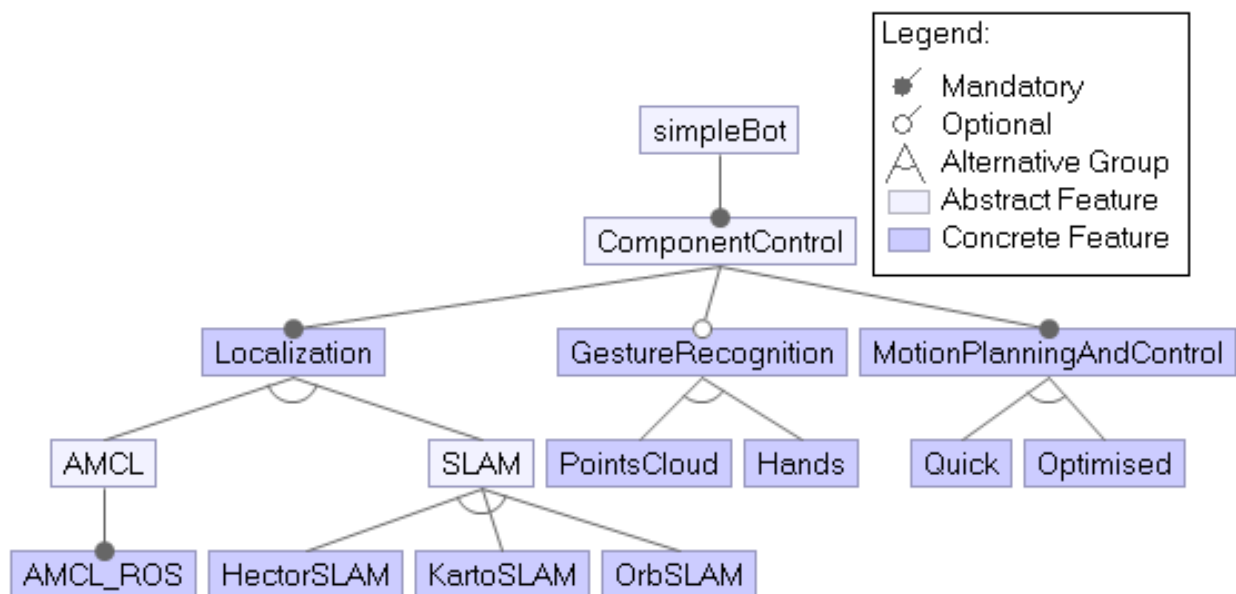 Legend:
Mandatory
Optional
Alternative Group
Abstract Feature
Concrete Feature
simpleBot
ComponentControl
Localization
GestureRecognition
MotionPlanningAndControl
AMCL
SLAM
PointsCloud
Hands
Quick
Optimised
AMCL_ROS
HectorSLAM
KartoSLAM
OrbSLAM